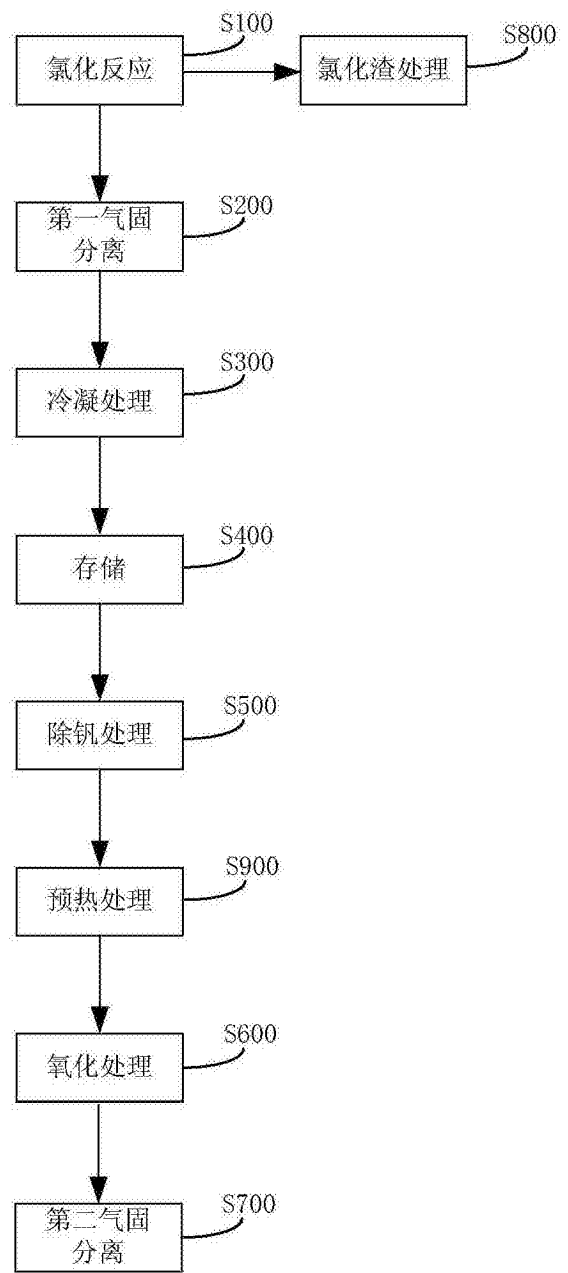 S100
氯化反应
S800
氯化渣处理
S200
第一气固
分离
S300
冷凝处理
S400
存储
S500
除钒处理
S900
预热处理
S600
氧化处理
S700
第二气固
分离